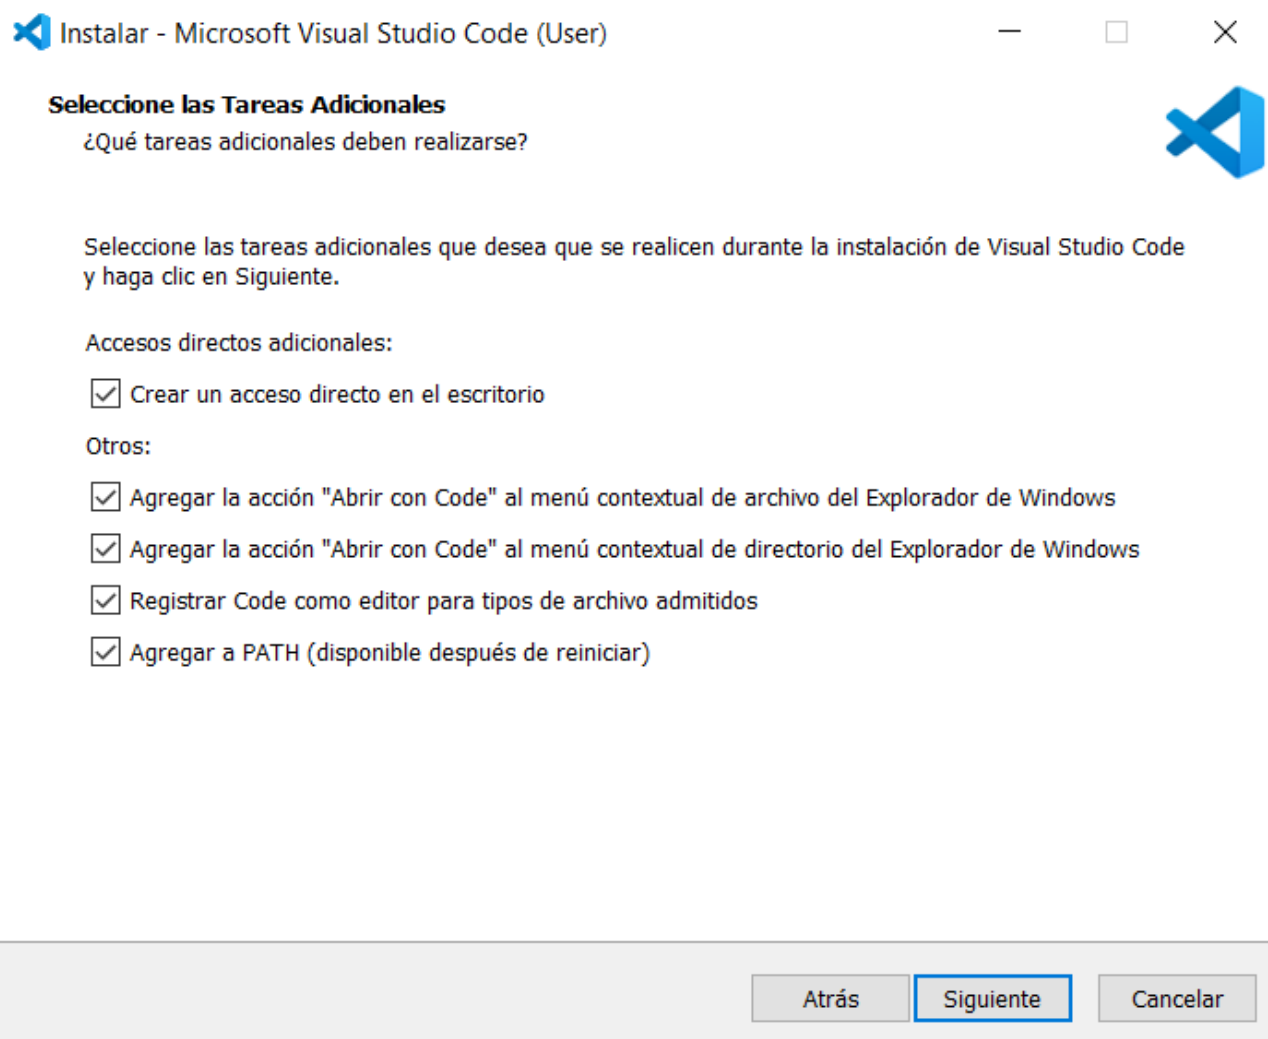 Instalar - Microsoft Visual Studio Code (User)
Seleccione las Tareas Adicionales
¿Qué tareas adicionales deben realizarse?
Seleccione las tareas adicionales que desea que se realicen durante la instalación de Visual Studio Code
y haga clic en Siguiente.
Accesos directos adicionales:
Crear un acceso directo en el escritorio
Otros:
Agregar la acción "Abrir con Code" al menú contextual de archivo del Explorador de Windows
Agregar la acción "Abrir con Code" al menú contextual de directorio del Explorador de Windows
Registrar Code como editor para tipos de archivo admitidos
Agregar a PATH (disponible después de reiniciar)
Atrás
Siguiente
Cancelar